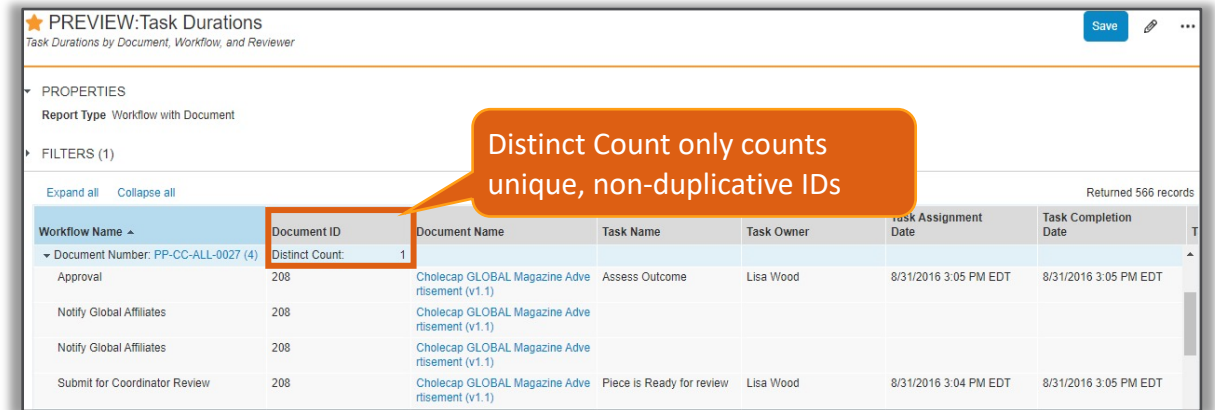 PREVIEW:Task Durations
Save
Task Durations by Document, Workflow, and Reviewer
PROPERTIES
Report Type Workflow with Document
FILTERS (1)
Distinct Count only counts
unique, non-duplicative IDs
Expand all Collapse all
Returned 566 records
Workflow Name Document ID Document Name Task Name Task Owner Task Assignment Date Task Completion Date T
Document Number: PP-CC-ALL-0027 (4) Distinct Count: 1
Approval 208 Cholecap GLOBAL Magazine Adve Assess Outcome Lisa Wood 8/31/2016 3:05 PM EDT 8/31/2016 3:05 PM EDT
rtisement (v1.1)
Notify Global Affiliates 208 Cholecap GLOBAL Magazine Adve
rtisement (v1.1)
Notify Global Affiliates 208 Cholecap GLOBAL Magazine Adve
rtisement (v1.1)
Submit for Coordinator Review 208 Cholecap GLOBAL Magazine Adve Piece is Ready for review Lisa Wood 8/31/2016 3:04 PM EDT 8/31/2016 3:05 PM EDT
rtisement (v1.1)